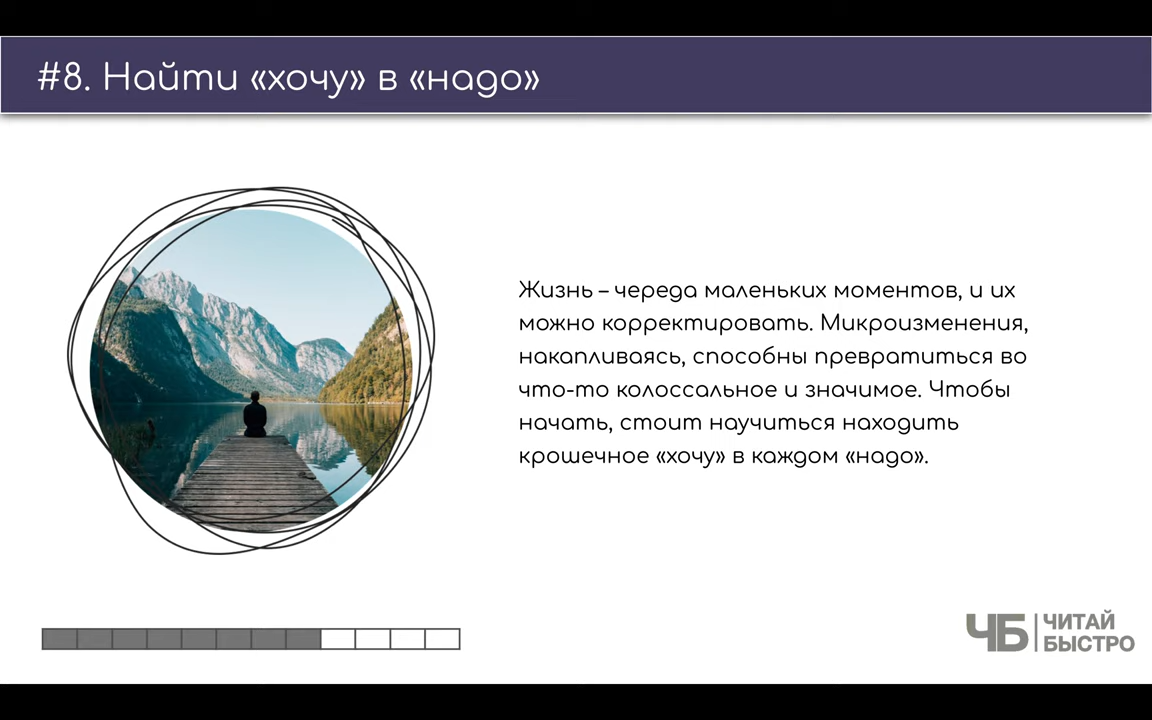 #8. Найти «хочу» в «надо»
Жизнь – череда маленьких моментов, и их
можно корректировать. Микроизменения,
накапливаясь, способны превратиться во
что-то колоссальное и значимое. Чтобы
начать, стоит научиться находить
крошечное «хочу» в каждом «надо».
ЧБ
ЧИТАЙ
БЫСТРО